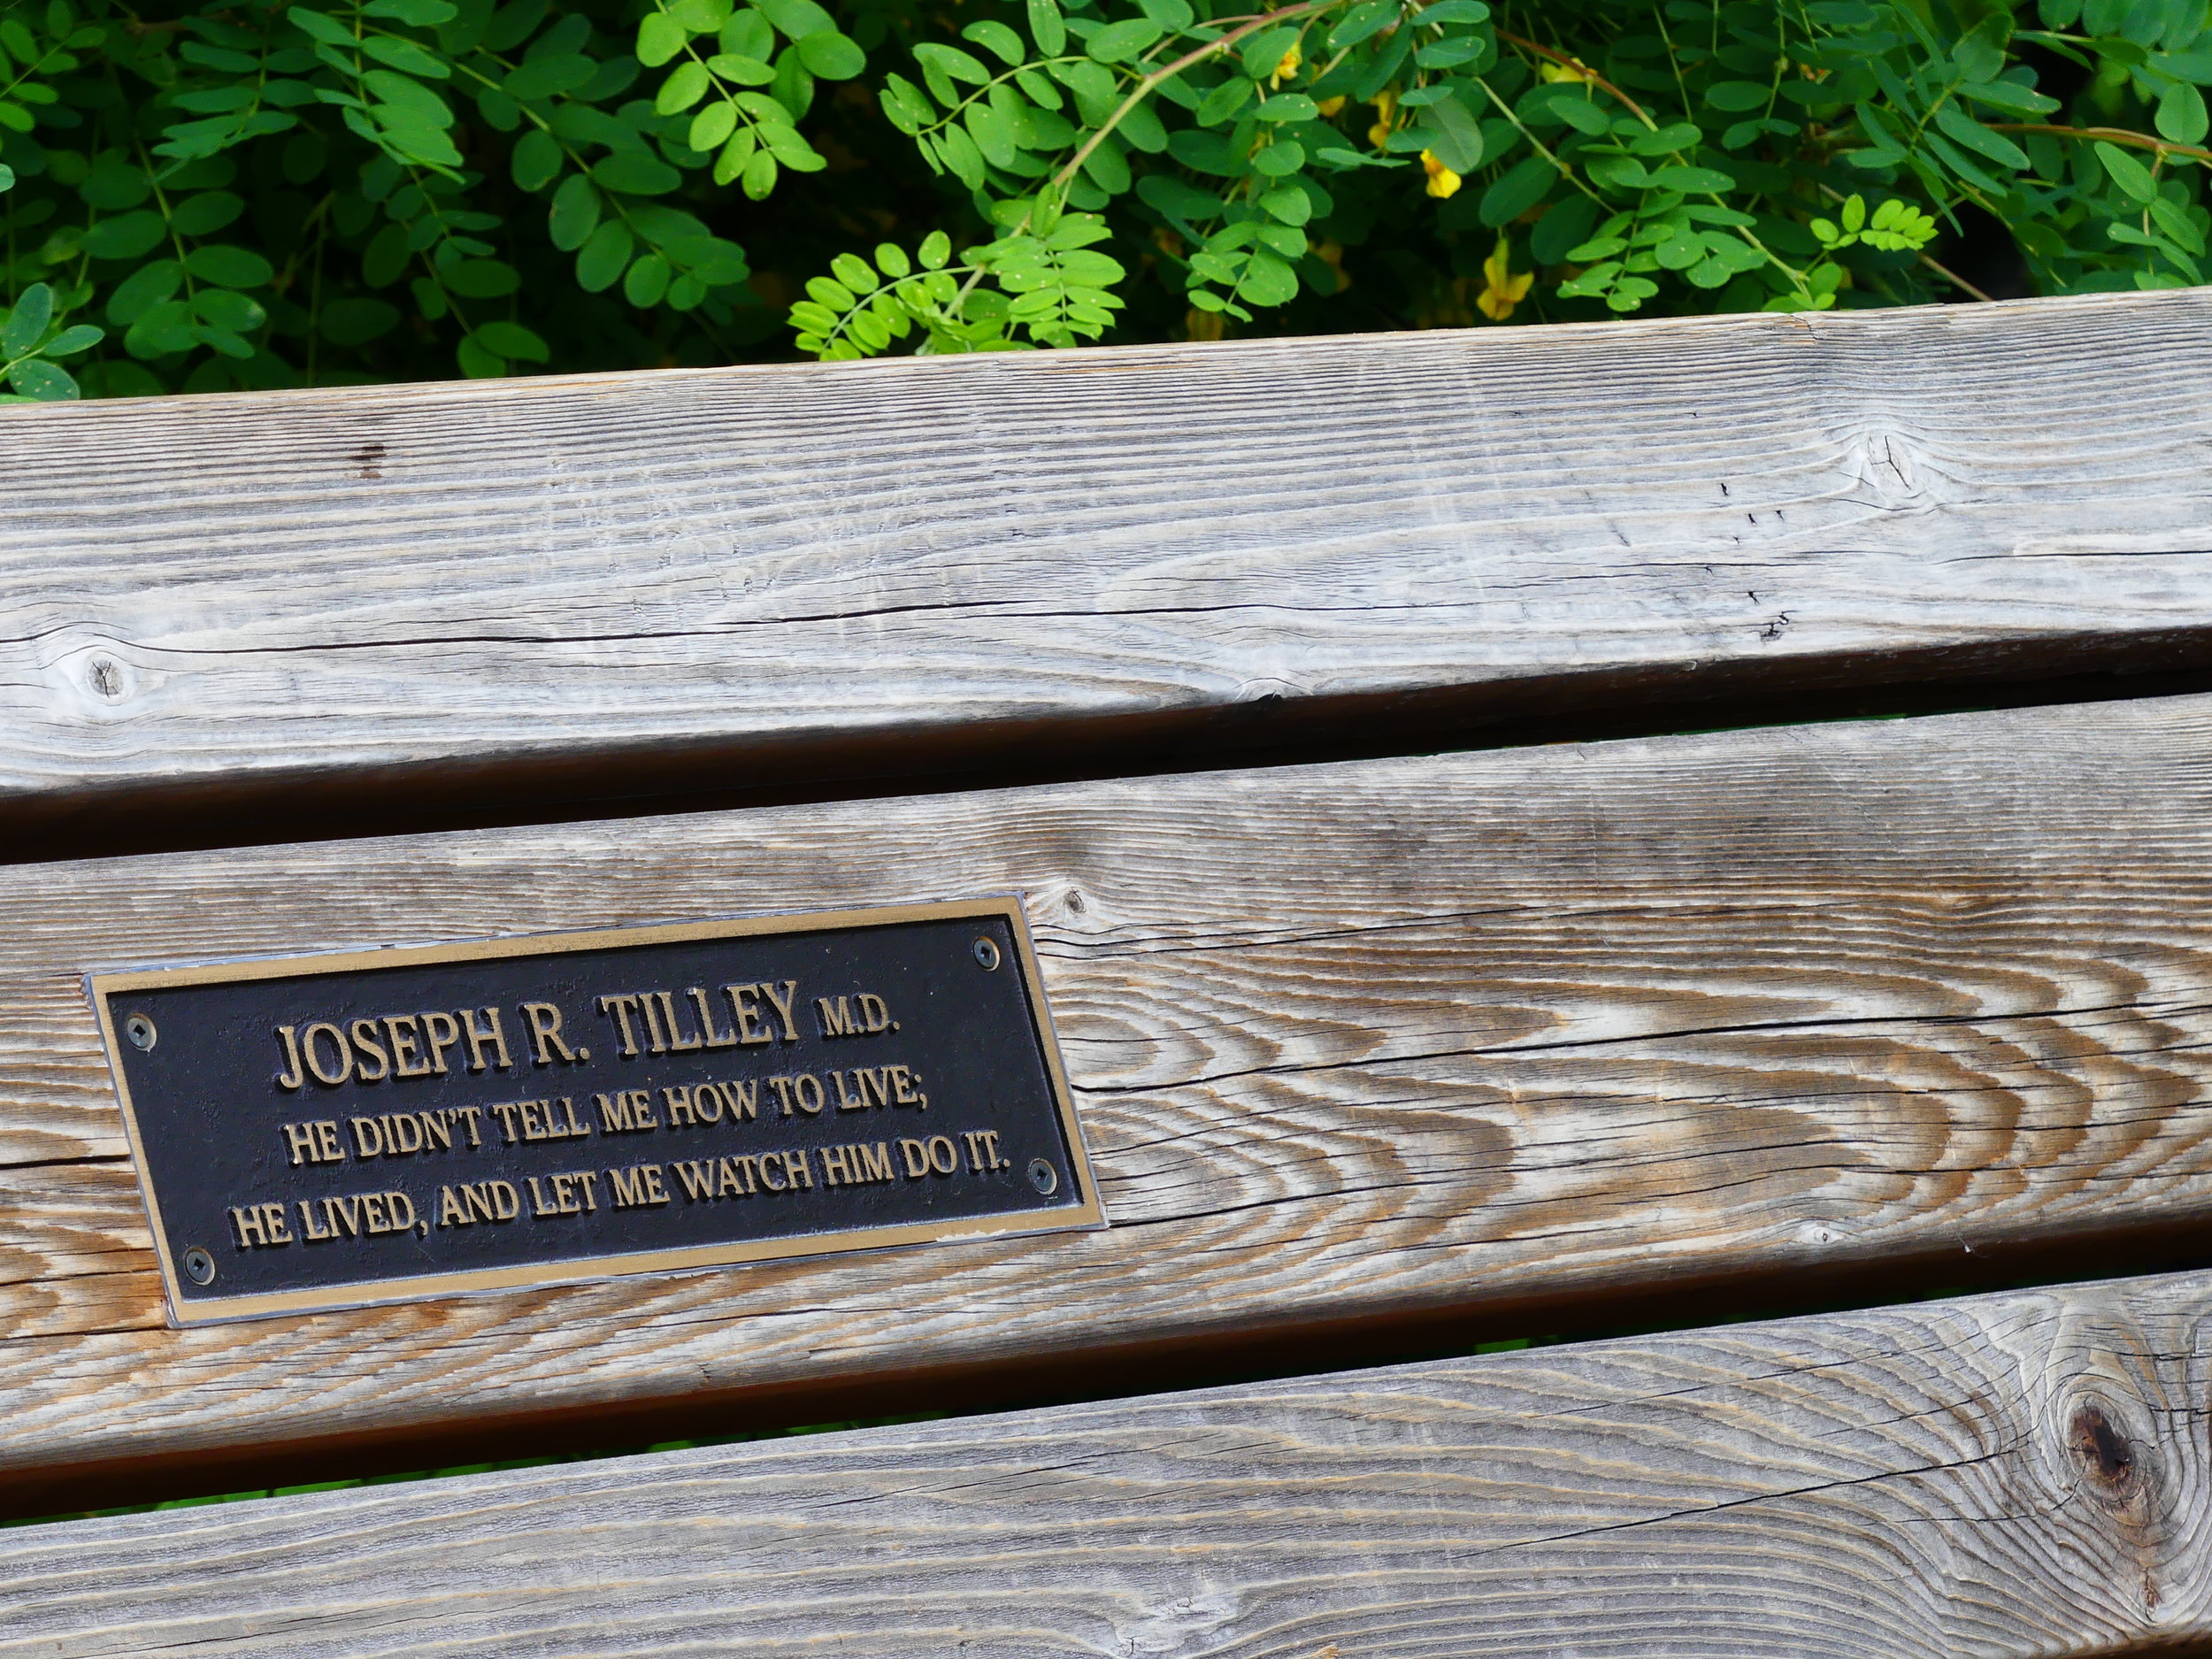 JOSEPH R. TILLEY M.D.
HE DIDN'T TELL ME HOW TO LIVE;
HE LIVED, AND LET ME WATCH HIM DO IT.